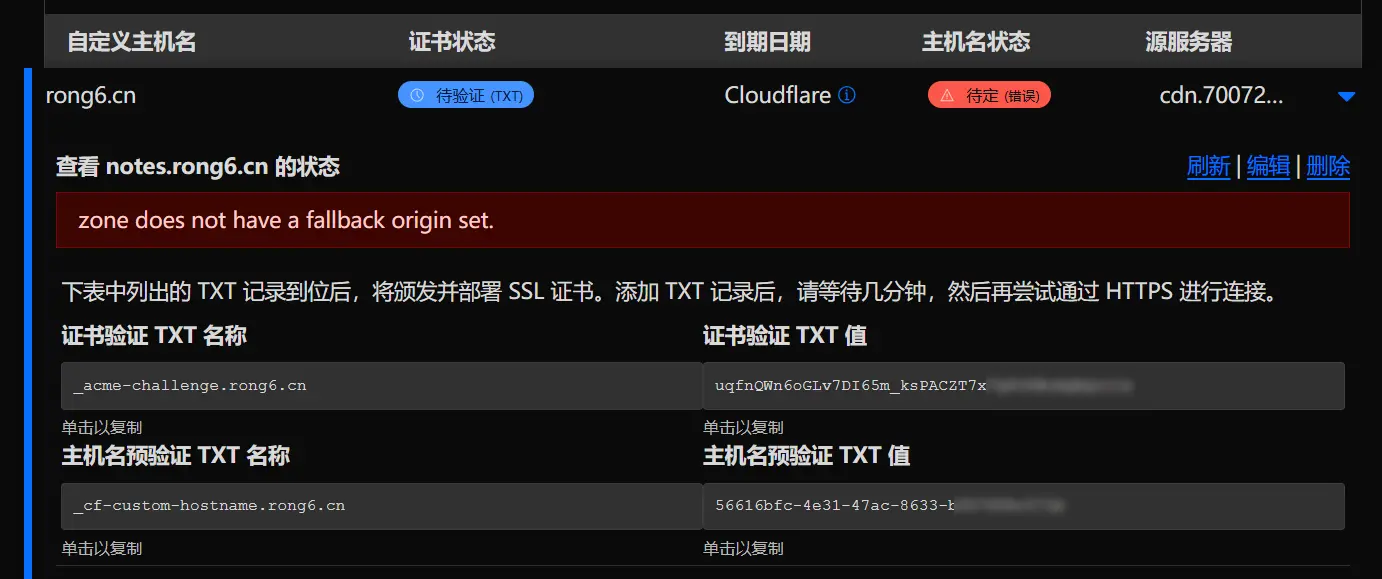 自定义主机名 证书状态 到期日期 主机名状态 源服务器
rong6.cn 待验证 (TXT) Cloudflare 待定 (错误) cdn.70072...
查看 notes.rong6.cn 的状态 刷新 | 编辑 | 删除
zone does not have a fallback origin set.
下表中列出的 TXT 记录到位后，将颁发并部署 SSL 证书。添加 TXT 记录后，请等待几分钟，然后再尝试通过 HTTPS 进行连接。
证书验证 TXT 名称 证书验证 TXT 值
_acme-challenge.rong6.cn uqfnQWn6oGLv7DI65m_ksPACZT7x
单击以复制 单击以复制
主机名预验证 TXT 名称 主机名预验证 TXT 值
_cf-custom-hostname.rong6.cn 56616bfc-4e31-47ac-8633-b
单击以复制 单击以复制